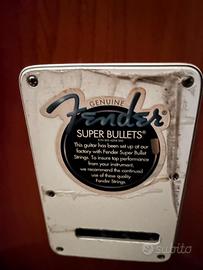 GENUINE
Fender
SUPER BULLETS®
This guitar has been set up at our
factory with Fender Super Bullet
Strings. To insure top performance
from your instrument,
we recommend the continued
use of these quality
Fender Strings.
subito